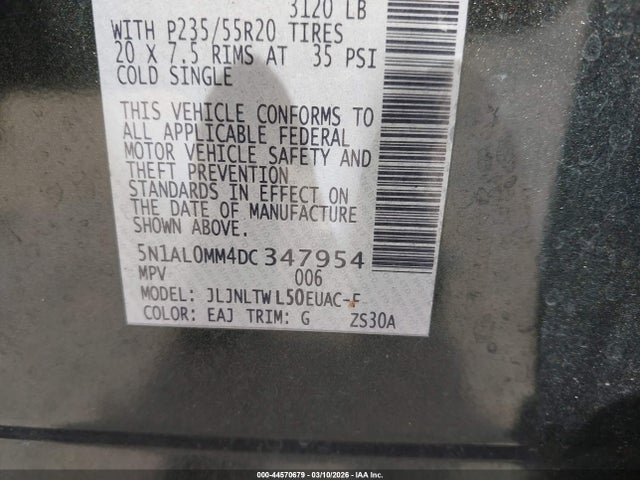 3120 LB
WITH P235/55R20 TIRES
20 X 7.5 RIMS AT 35 PSI
COLD SINGLE
THIS VEHICLE CONFORMS TO
ALL APPLICABLE FEDERAL
MOTOR VEHICLE SAFETY AND
THEFT PREVENTION
STANDARDS IN EFFECT ON
THE DATE OF MANUFACTURE
SHOWN ABOVE.
5N1AL0MM4DC347954
MPV 006
MODEL: JLJNLTWL50EUAC-F
COLOR: EAJ TRIM: G ZS30A
000-44570679 | 03/10/2026 | IAA Inc.